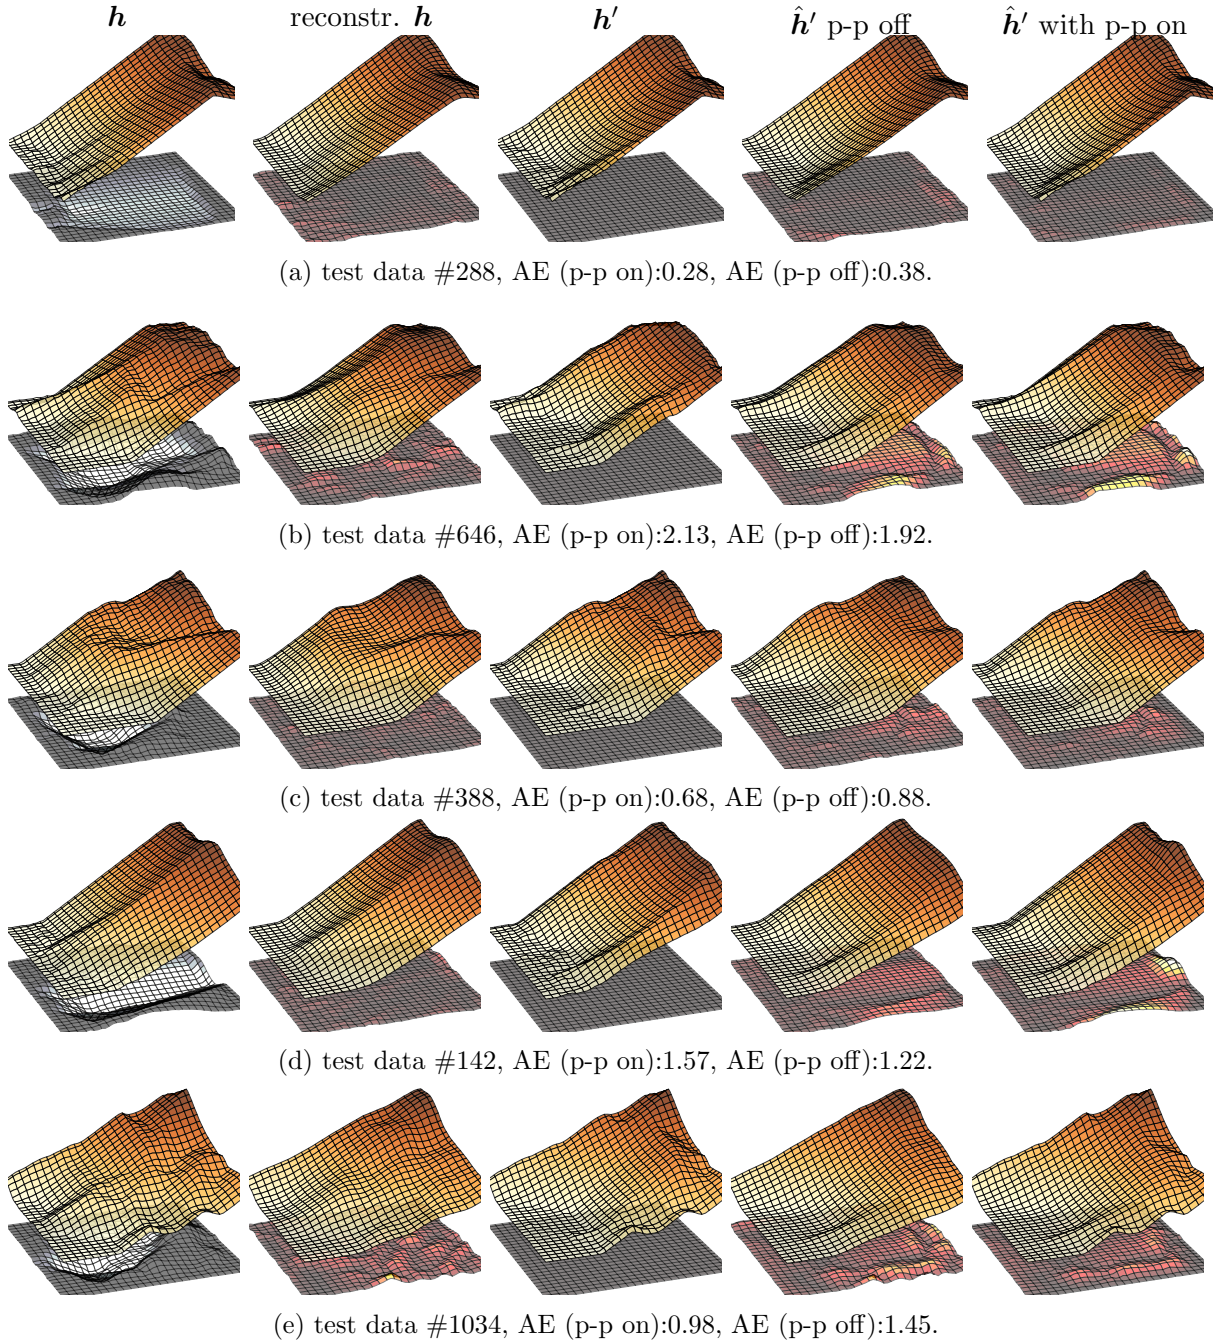 h reconstr. h h′ ĥ′ p-p off ĥ′ with p-p on
(a) test data #288, AE (p-p on):0.28, AE (p-p off):0.38.
(b) test data #646, AE (p-p on):2.13, AE (p-p off):1.92.
(c) test data #388, AE (p-p on):0.68, AE (p-p off):0.88.
(d) test data #142, AE (p-p on):1.57, AE (p-p off):1.22.
(e) test data #1034, AE (p-p on):0.98, AE (p-p off):1.45.